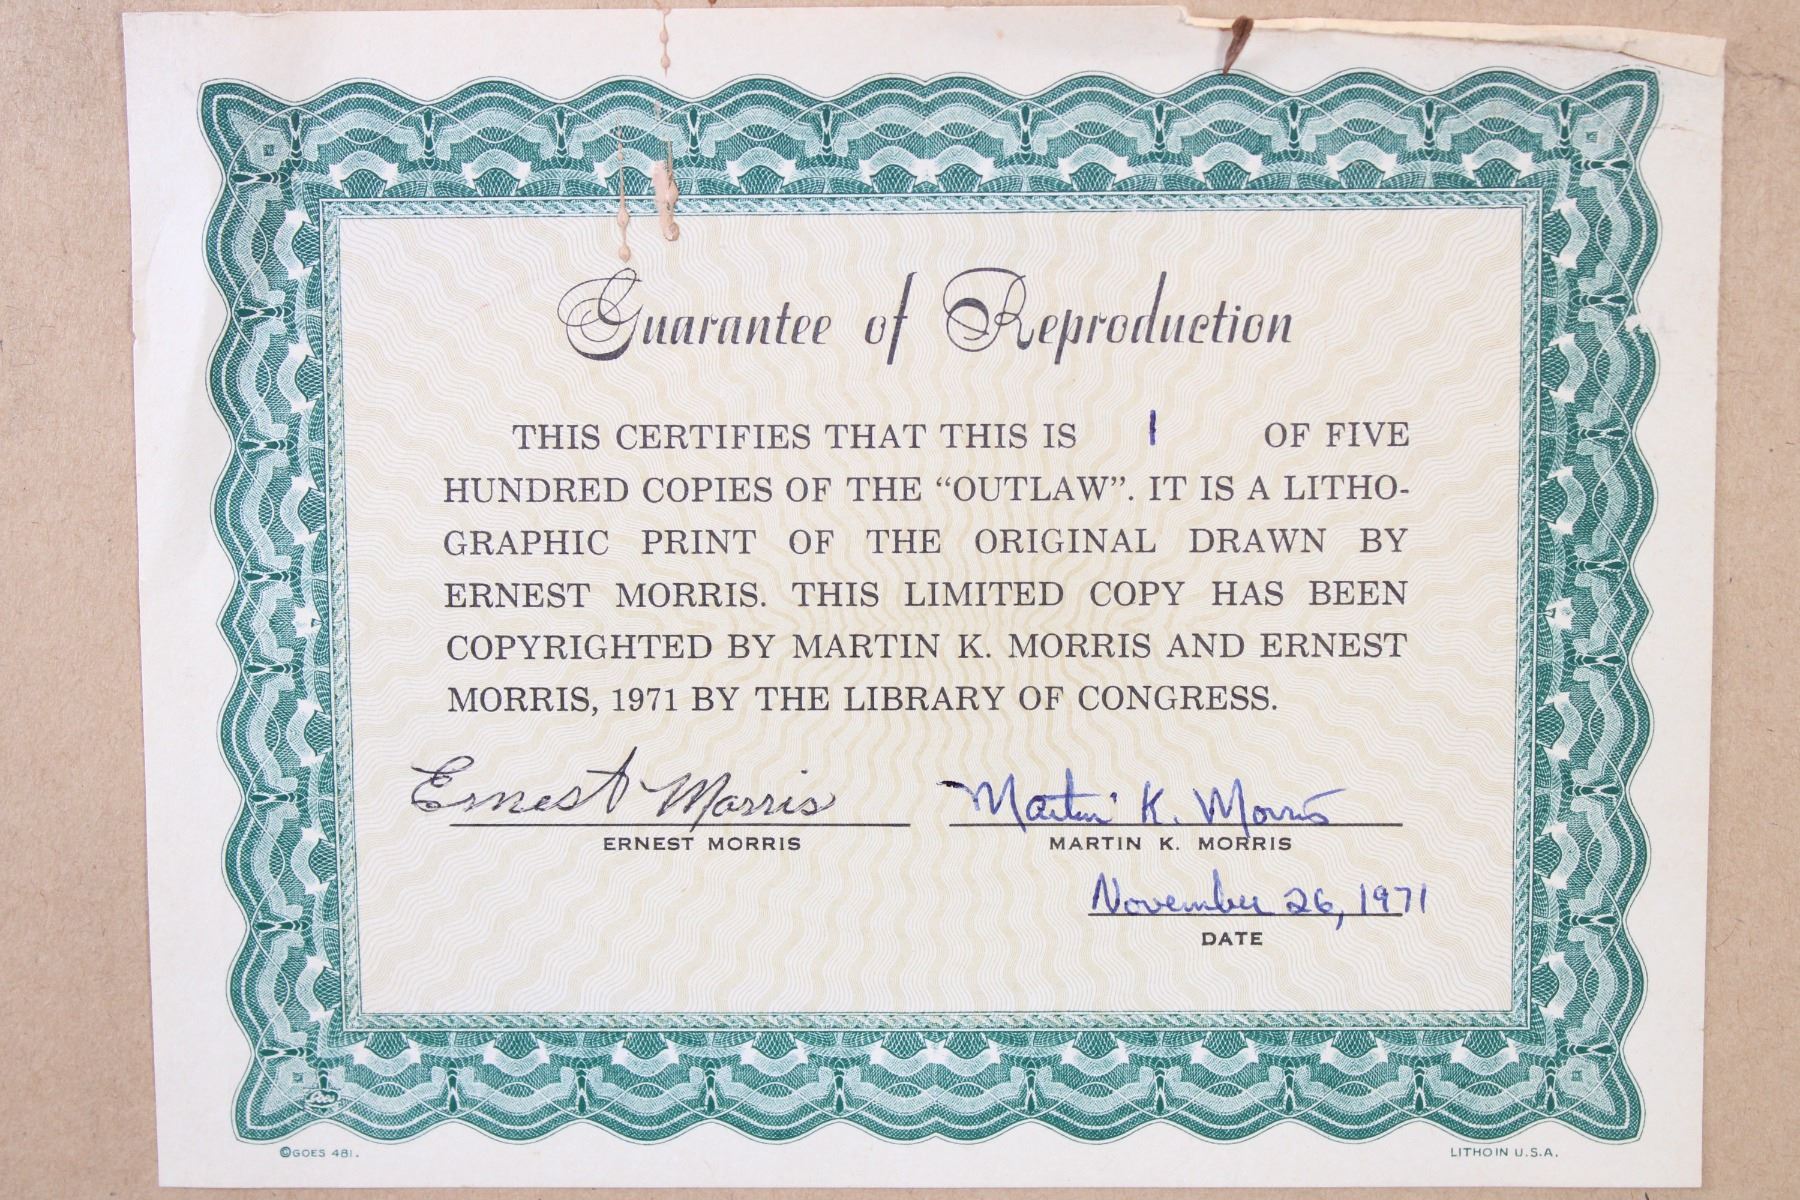 Guarantee of Reproduction
THIS CERTIFIES THAT THIS IS 1 OF FIVE
HUNDRED COPIES OF THE “OUTLAW”. IT IS A LITHO-
GRAPHIC PRINT OF THE ORIGINAL DRAWN BY
ERNEST MORRIS. THIS LIMITED COPY HAS BEEN
COPYRIGHTED BY MARTIN K. MORRIS AND ERNEST
MORRIS, 1971 BY THE LIBRARY OF CONGRESS.
Ernest Morris Martin K. Morris
ERNEST MORRIS MARTIN K. MORRIS
November 26, 1971
DATE
Goes
©GOES 481. LITHO IN U.S.A.